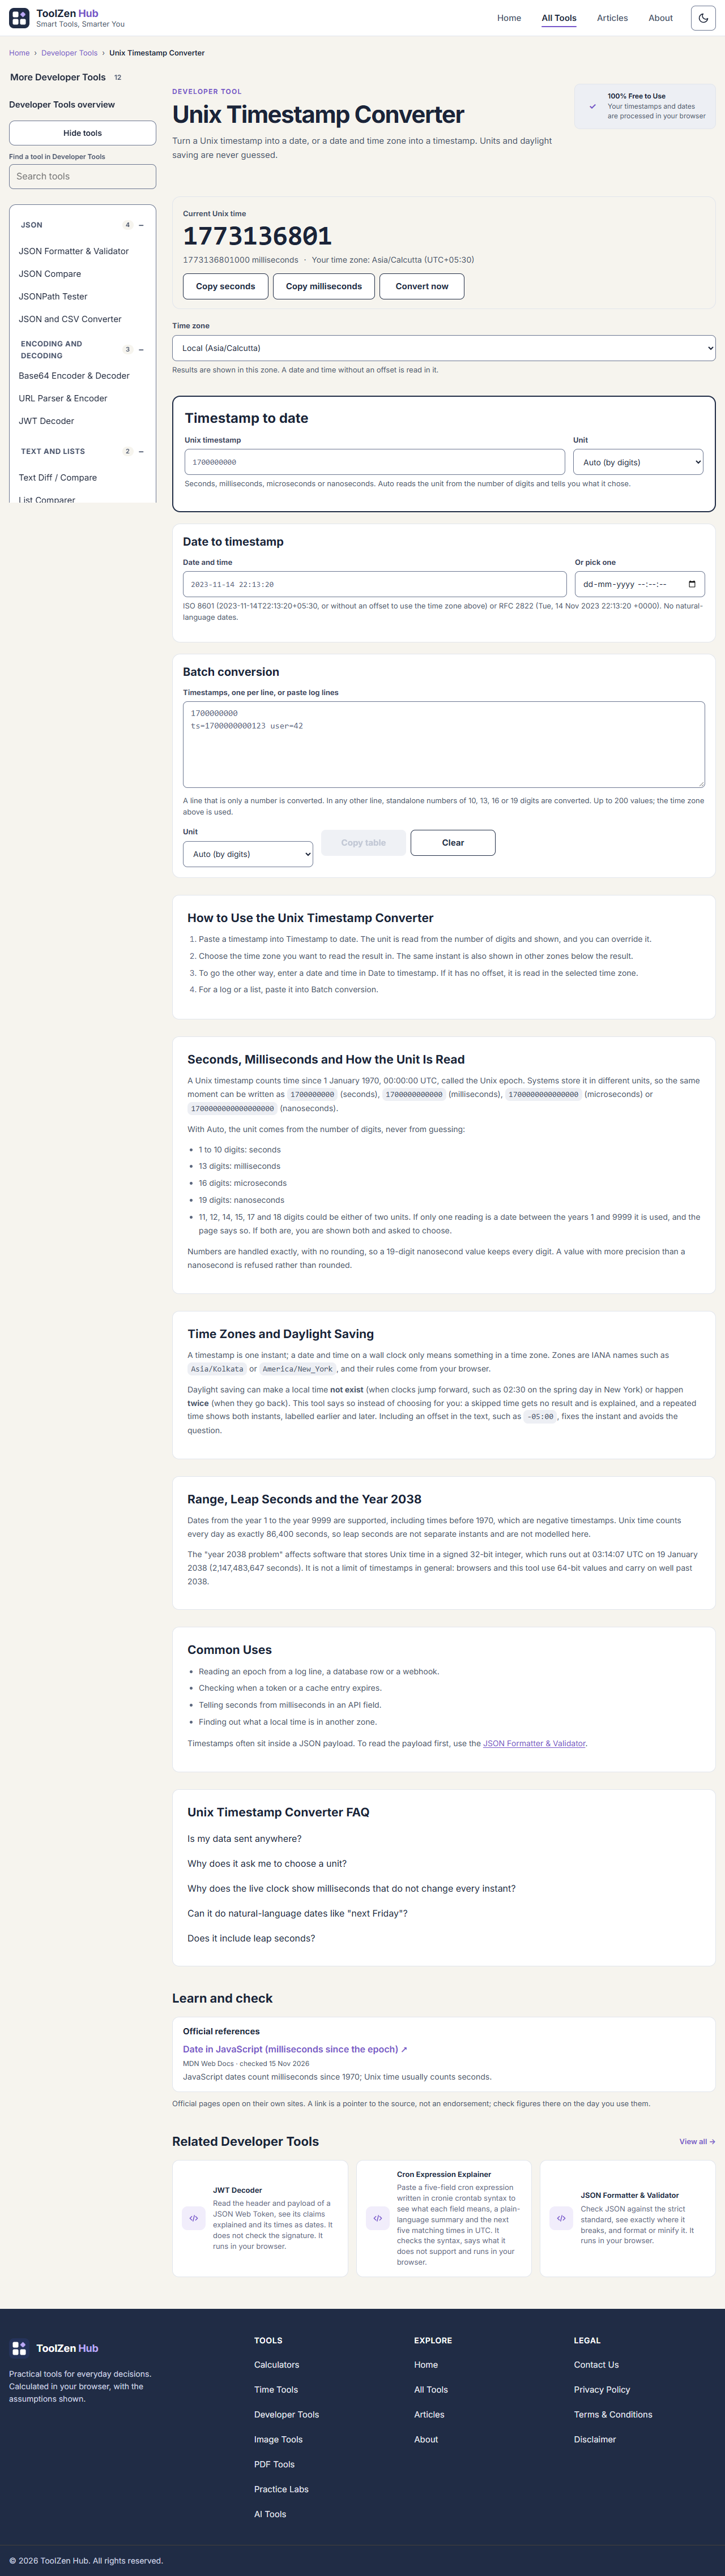 ToolZen Hub
Smart Tools, Smarter You
Home
All Tools
Articles
About
Home › Developer Tools › Unix Timestamp Converter
More Developer Tools 12
Developer Tools overview
Hide tools
Find a tool in Developer Tools
Search tools
JSON 4 −
JSON Formatter & Validator
JSON Compare
JSONPath Tester
JSON and CSV Converter
ENCODING AND
DECODING 3 −
Base64 Encoder & Decoder
URL Parser & Encoder
JWT Decoder
TEXT AND LISTS 2 −
Text Diff / Compare
List Comparer
DEVELOPER TOOL
Unix Timestamp Converter
Turn a Unix timestamp into a date, or a date and time zone into a timestamp. Units and daylight
saving are never guessed.
✓
100% Free to Use
Your timestamps and dates
are processed in your browser
Current Unix time
1773136801
1773136801000 milliseconds · Your time zone: Asia/Calcutta (UTC+05:30)
Copy seconds
Copy milliseconds
Convert now
Time zone
Local (Asia/Calcutta)
Results are shown in this zone. A date and time without an offset is read in it.
Timestamp to date
Unix timestamp
Unit
1700000000
Auto (by digits)
Seconds, milliseconds, microseconds or nanoseconds. Auto reads the unit from the number of digits and tells you what it chose.
Date to timestamp
Date and time
Or pick one
2023-11-14 22:13:20
dd-mm-yyyy --:--:--
ISO 8601 (2023-11-14T22:13:20+05:30, or without an offset to use the time zone above) or RFC 2822 (Tue, 14 Nov 2023 22:13:20 +0000). No natural-
language dates.
Batch conversion
Timestamps, one per line, or paste log lines
1700000000
ts=1700000000123 user=42
A line that is only a number is converted. In any other line, standalone numbers of 10, 13, 16 or 19 digits are converted. Up to 200 values; the time zone
above is used.
Unit
Auto (by digits)
Copy table
Clear
How to Use the Unix Timestamp Converter
1. Paste a timestamp into Timestamp to date. The unit is read from the number of digits and shown, and you can override it.
2. Choose the time zone you want to read the result in. The same instant is also shown in other zones below the result.
3. To go the other way, enter a date and time in Date to timestamp. If it has no offset, it is read in the selected time zone.
4. For a log or a list, paste it into Batch conversion.
Seconds, Milliseconds and How the Unit Is Read
A Unix timestamp counts time since 1 January 1970, 00:00:00 UTC, called the Unix epoch. Systems store it in different units, so the same
moment can be written as 1700000000 (seconds), 1700000000000 (milliseconds), 1700000000000000 (microseconds) or
1700000000000000000 (nanoseconds).
With Auto, the unit comes from the number of digits, never from guessing:
• 1 to 10 digits: seconds
• 13 digits: milliseconds
• 16 digits: microseconds
• 19 digits: nanoseconds
• 11, 12, 14, 15, 17 and 18 digits could be either of two units. If only one reading is a date between the years 1 and 9999 it is used, and the
page says so. If both are, you are shown both and asked to choose.
Numbers are handled exactly, with no rounding, so a 19-digit nanosecond value keeps every digit. A value with more precision than a
nanosecond is refused rather than rounded.
Time Zones and Daylight Saving
A timestamp is one instant; a date and time on a wall clock only means something in a time zone. Zones are IANA names such as
Asia/Kolkata or America/New_York, and their rules come from your browser.
Daylight saving can make a local time not exist (when clocks jump forward, such as 02:30 on the spring day in New York) or happen
twice (when they go back). This tool says so instead of choosing for you: a skipped time gets no result and is explained, and a repeated
time shows both instants, labelled earlier and later. Including an offset in the text, such as -05:00, fixes the instant and avoids the
question.
Range, Leap Seconds and the Year 2038
Dates from the year 1 to the year 9999 are supported, including times before 1970, which are negative timestamps. Unix time counts
every day as exactly 86,400 seconds, so leap seconds are not separate instants and are not modelled here.
The "year 2038 problem" affects software that stores Unix time in a signed 32-bit integer, which runs out at 03:14:07 UTC on 19 January
2038 (2,147,483,647 seconds). It is not a limit of timestamps in general: browsers and this tool use 64-bit values and carry on well past
2038.
Common Uses
• Reading an epoch from a log line, a database row or a webhook.
• Checking when a token or a cache entry expires.
• Telling seconds from milliseconds in an API field.
• Finding out what a local time is in another zone.
Timestamps often sit inside a JSON payload. To read the payload first, use the JSON Formatter & Validator.
Unix Timestamp Converter FAQ
Is my data sent anywhere?
Why does it ask me to choose a unit?
Why does the live clock show milliseconds that do not change every instant?
Can it do natural-language dates like "next Friday"?
Does it include leap seconds?
Learn and check
Official references
Date in JavaScript (milliseconds since the epoch) ↗
MDN Web Docs · checked 15 Nov 2026
JavaScript dates count milliseconds since 1970; Unix time usually counts seconds.
Official pages open on their own sites. A link is a pointer to the source, not an endorsement; check figures there on the day you use them.
Related Developer Tools
View all →
</>
JWT Decoder
Read the header and payload of a
JSON Web Token, see its claims
explained and its times as dates. It
does not check the signature. It
runs in your browser.
</>
Cron Expression Explainer
Paste a five-field cron expression
written in cronie crontab syntax to
see what each field means, a plain-
language summary and the next
five matching times in UTC. It
checks the syntax, says what it
does not support and runs in your
browser.
</>
JSON Formatter & Validator
Check JSON against the strict
standard, see exactly where it
breaks, and format or minify it. It
runs in your browser.
ToolZen Hub
Practical tools for everyday decisions.
Calculated in your browser, with the
assumptions shown.
TOOLS
Calculators
Time Tools
Developer Tools
Image Tools
PDF Tools
Practice Labs
AI Tools
EXPLORE
Home
All Tools
Articles
About
LEGAL
Contact Us
Privacy Policy
Terms & Conditions
Disclaimer
© 2026 ToolZen Hub. All rights reserved.